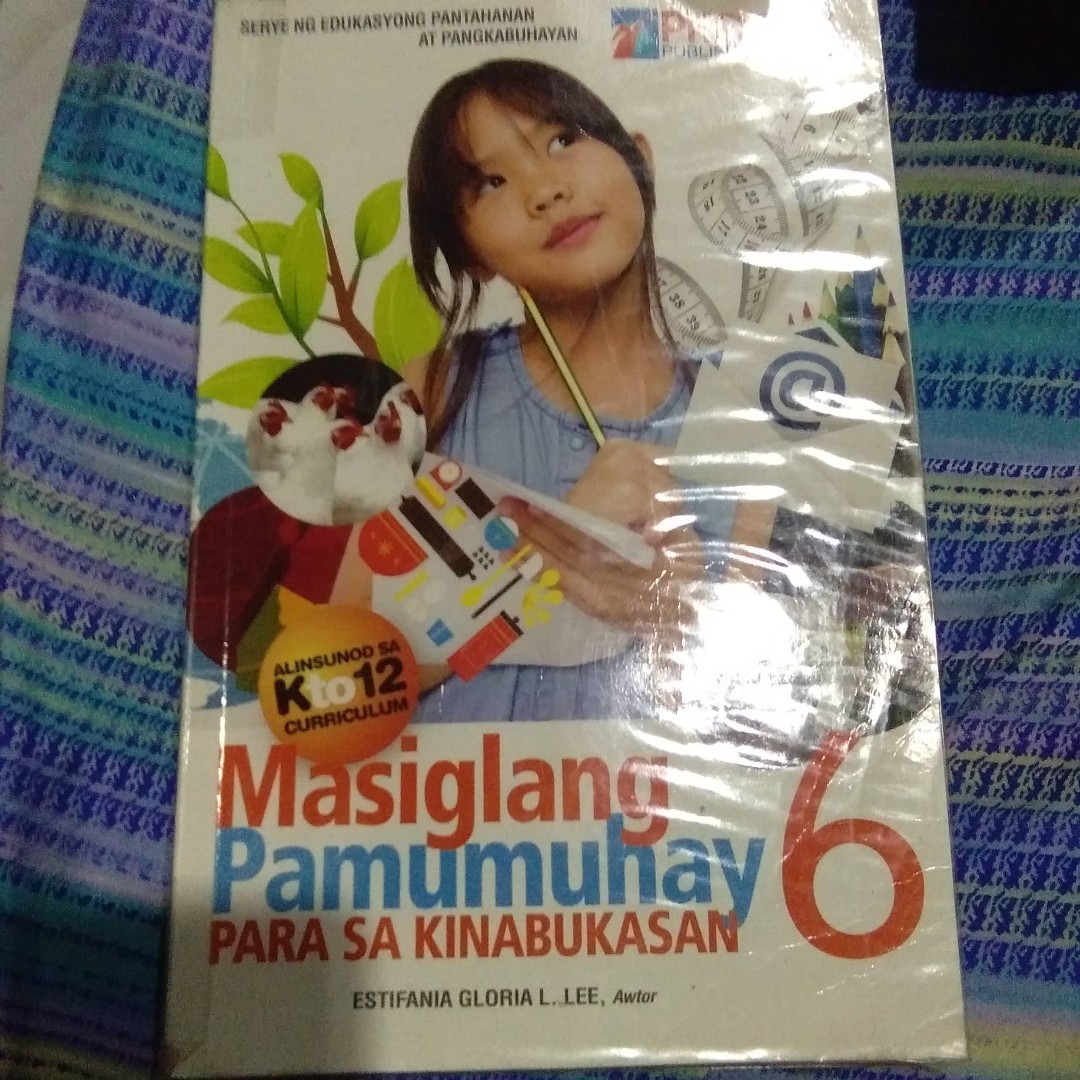 SERYE NG EDUKASYONG PANTAHANAN
AT PANGKABUHAYAN
ALINSUNOD SA
K to 12
CURRICULUM
Masiglang
Pamumuhay
PARA SA KINABUKASAN
6
ESTIFANIA GLORIA L. LEE, Awtor